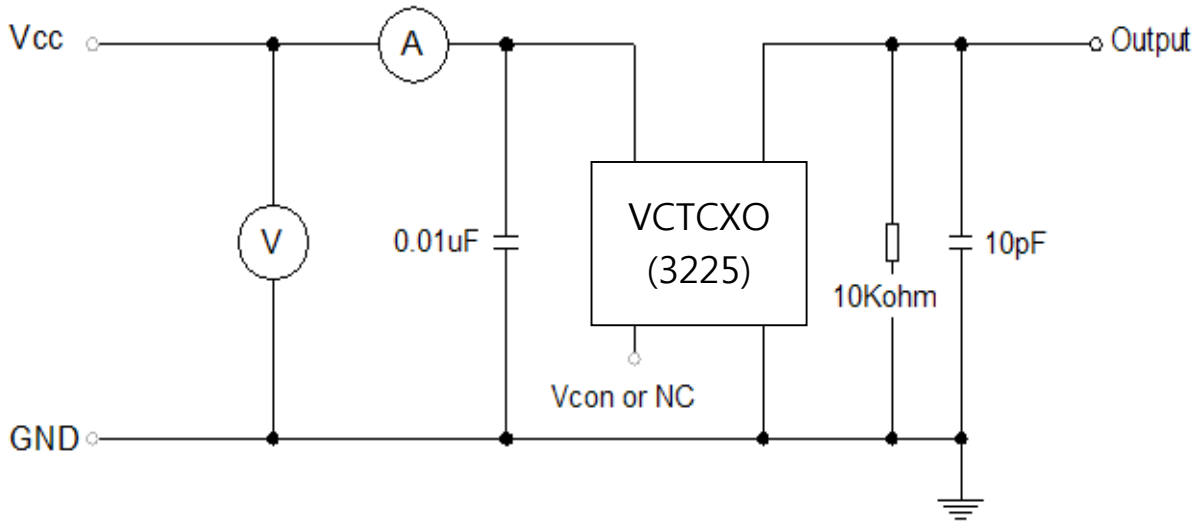 Vcc
A
Output
V
0.01uF
VCTCXO
(3225)
10pF
10Kohm
Vcon or NC
GND